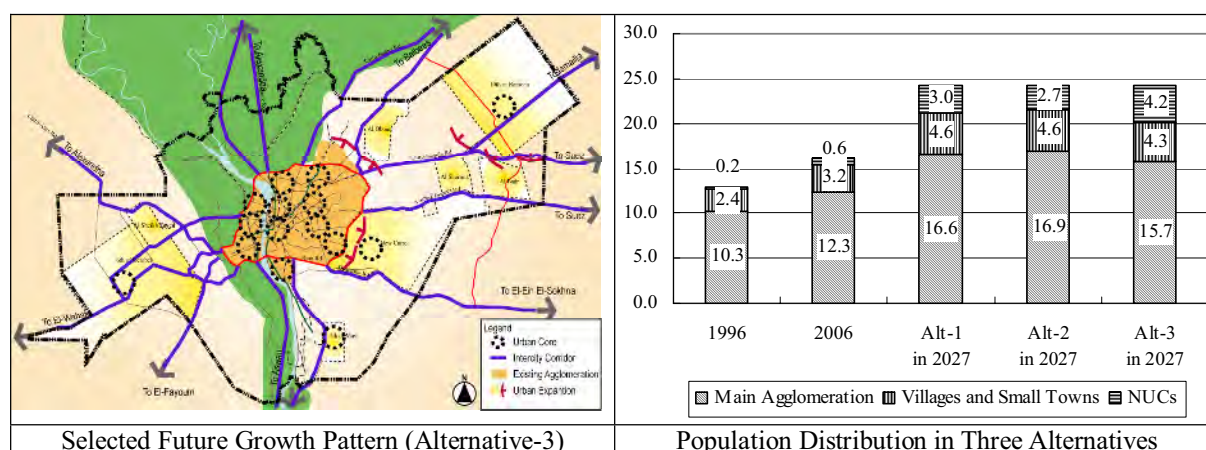 To Alexandria
To Belbees
To Ismailia
To Suez
To Suez
To El-Ein El-Sokhna
To Alexandria
To El-Fayoum
N
Legend
Urban Core
Intercity Corridor
Existing Agglomeration
Urban Expantion
Selected Future Growth Pattern (Alternative-3)
30.0
25.0
20.0
15.0
10.0
5.0
0.0
0.2
2.4
10.3
0.6
3.2
12.3
3.0
4.6
16.6
2.7
4.6
16.9
4.2
4.3
15.7
1996
2006
Alt-1
in 2027
Alt-2
in 2027
Alt-3
in 2027
Main Agglomeration
Villages and Small Towns
NUCs
Population Distribution in Three Alternatives